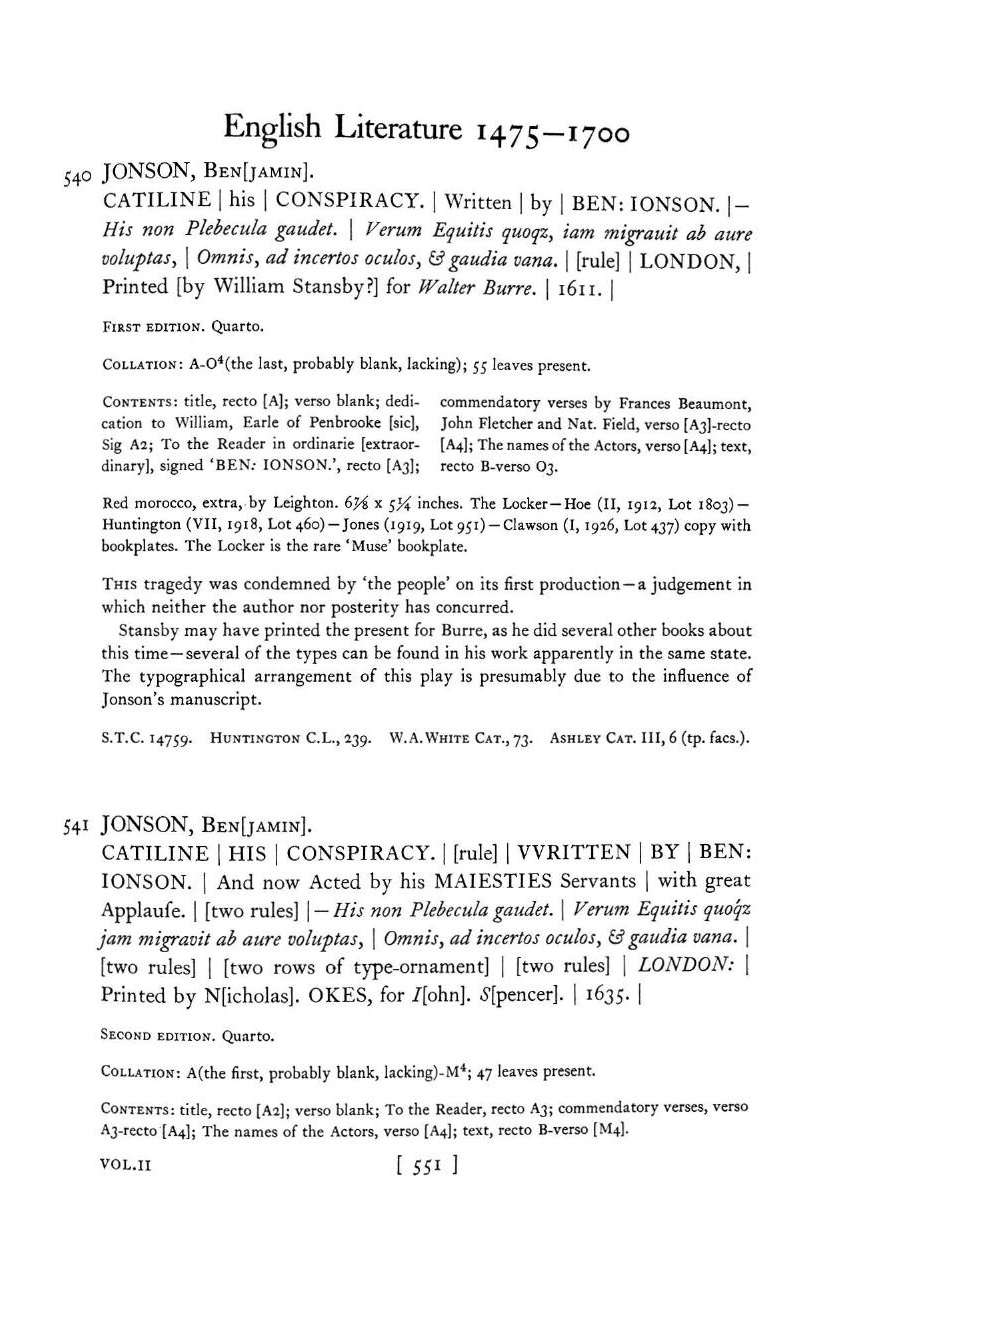 English Literature 1475—1700
540 JONSON, BEN[JAMIN].
CATILINE | his | CONSPIRACY. | Written | by | BEN: IONSON. |—
His non Plebecula gaudet. | Verum Equitis quoqz, iam migrauit ab aure
voluptas, | Omnis, ad incertos oculos, & gaudia vana. | [rule] | LONDON, |
Printed [by William Stansby?] for Walter Burre. | 1611. |
FIRST EDITION. Quarto.
COLLATION: A-O⁴(the last, probably blank, lacking); 55 leaves present.
CONTENTS: title, recto [A]; verso blank; dedi-
cation to William, Earle of Penbrooke [sic],
Sig A2; To the Reader in ordinarie [extraor-
dinary], signed ‘BEN: IONSON.’, recto [A3];
commendatory verses by Frances Beaumont,
John Fletcher and Nat. Field, verso [A3]-recto
[A4]; The names of the Actors, verso [A4]; text,
recto B-verso O3.
Red morocco, extra, by Leighton. 6⅞ x 5¼ inches. The Locker—Hoe (II, 1912, Lot 1803)—
Huntington (VII, 1918, Lot 460)—Jones (1919, Lot 951)—Clawson (I, 1926, Lot 437) copy with
bookplates. The Locker is the rare ‘Muse’ bookplate.
THIS tragedy was condemned by ‘the people’ on its first production—a judgement in
which neither the author nor posterity has concurred.
Stansby may have printed the present for Burre, as he did several other books about
this time—several of the types can be found in his work apparently in the same state.
The typographical arrangement of this play is presumably due to the influence of
Jonson’s manuscript.
S.T.C. 14759. HUNTINGTON C.L., 239. W.A.WHITE CAT., 73. ASHLEY CAT. III, 6 (tp. facs.).
541 JONSON, BEN[JAMIN].
CATILINE | HIS | CONSPIRACY. | [rule] | VVRITTEN | BY | BEN:
IONSON. | And now Acted by his MAIESTIES Servants | with great
Applauſe. | [two rules] |—His non Plebecula gaudet. | Verum Equitis quoq́z
jam migravit ab aure voluptas, | Omnis, ad incertos oculos, & gaudia vana. |
[two rules] | [two rows of type-ornament] | [two rules] | LONDON: |
Printed by N[icholas]. OKES, for I[ohn]. S[pencer]. | 1635. |
SECOND EDITION. Quarto.
COLLATION: A(the first, probably blank, lacking)-M⁴; 47 leaves present.
CONTENTS: title, recto [A2]; verso blank; To the Reader, recto A3; commendatory verses, verso
A3-recto [A4]; The names of the Actors, verso [A4]; text, recto B-verso [M4].
VOL.II [ 551 ]